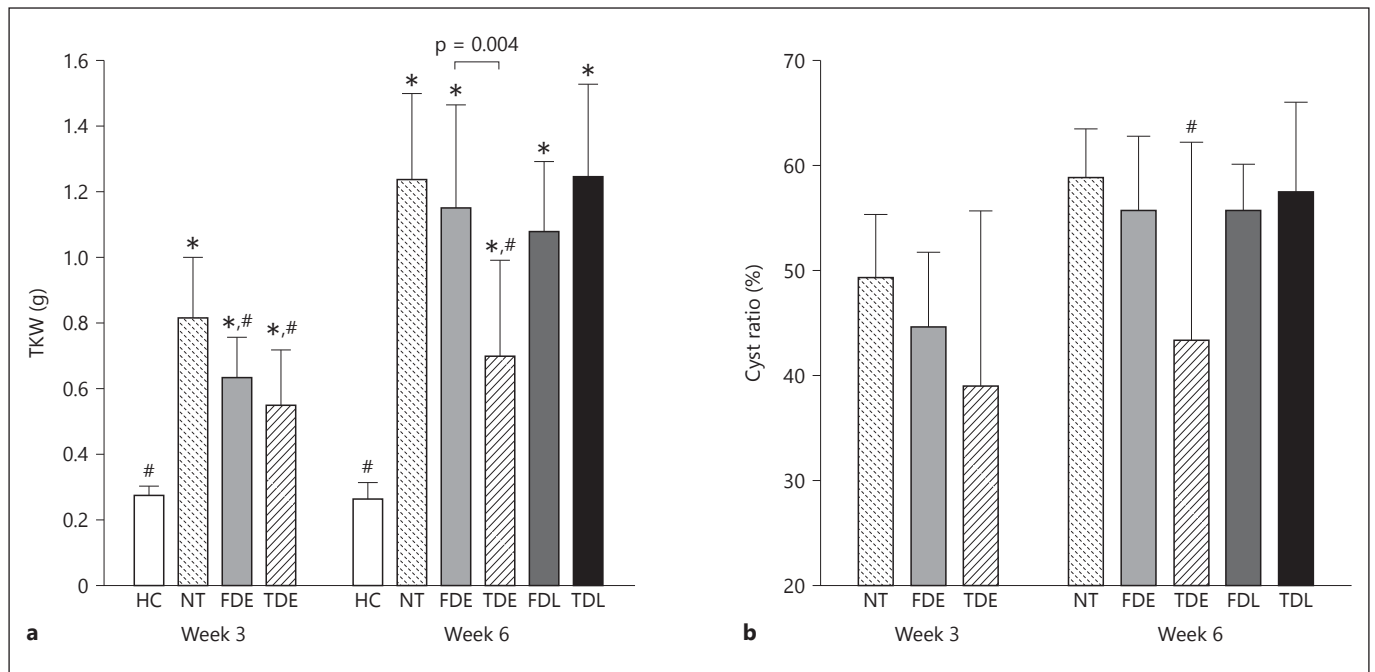 p = 0.004
TKW (g)
1.6
1.4
1.2
1.0
0.8
0.6
0.4
0.2
0
#
*
*,#
*,#
#
*
*
*,#
*
*
HC NT FDE TDE HC NT FDE TDE FDL TDL
Week 3 Week 6
a
Cyst ratio (%)
70
60
50
40
30
20
#
NT FDE TDE NT FDE TDE FDL TDL
Week 3 Week 6
b